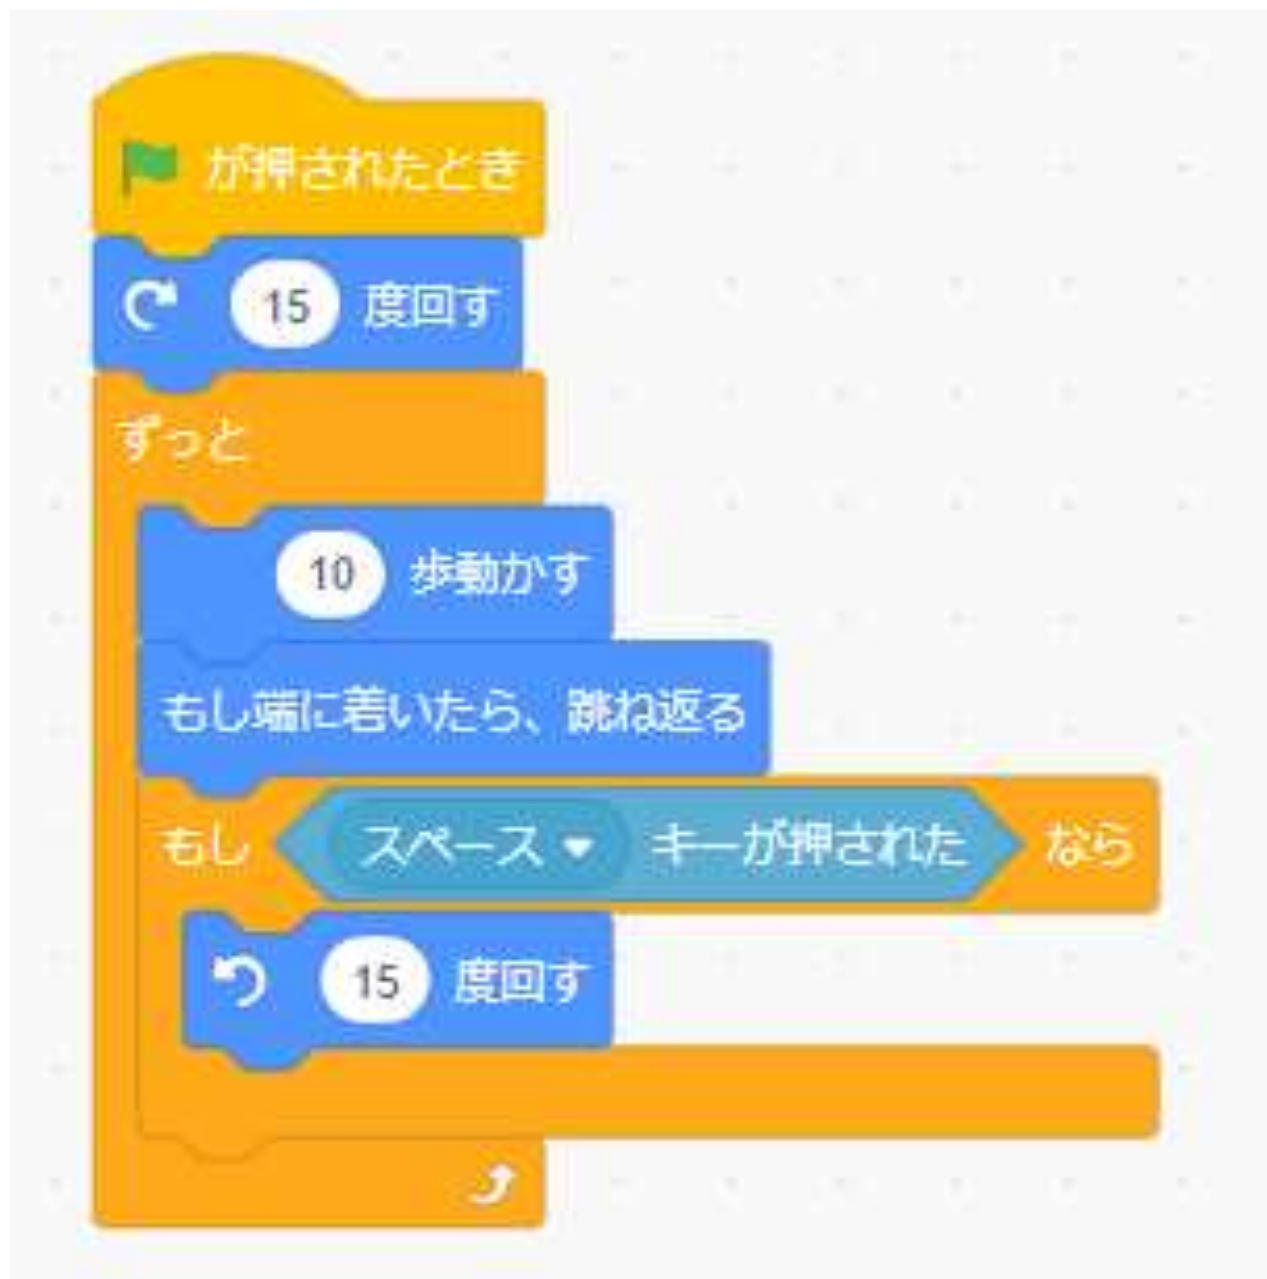 が押されたとき
15 度回す
ずっと
10 歩動かす
もし端に着いたら、跳ね返る
もし スペース キーが押された なら
15 度回す